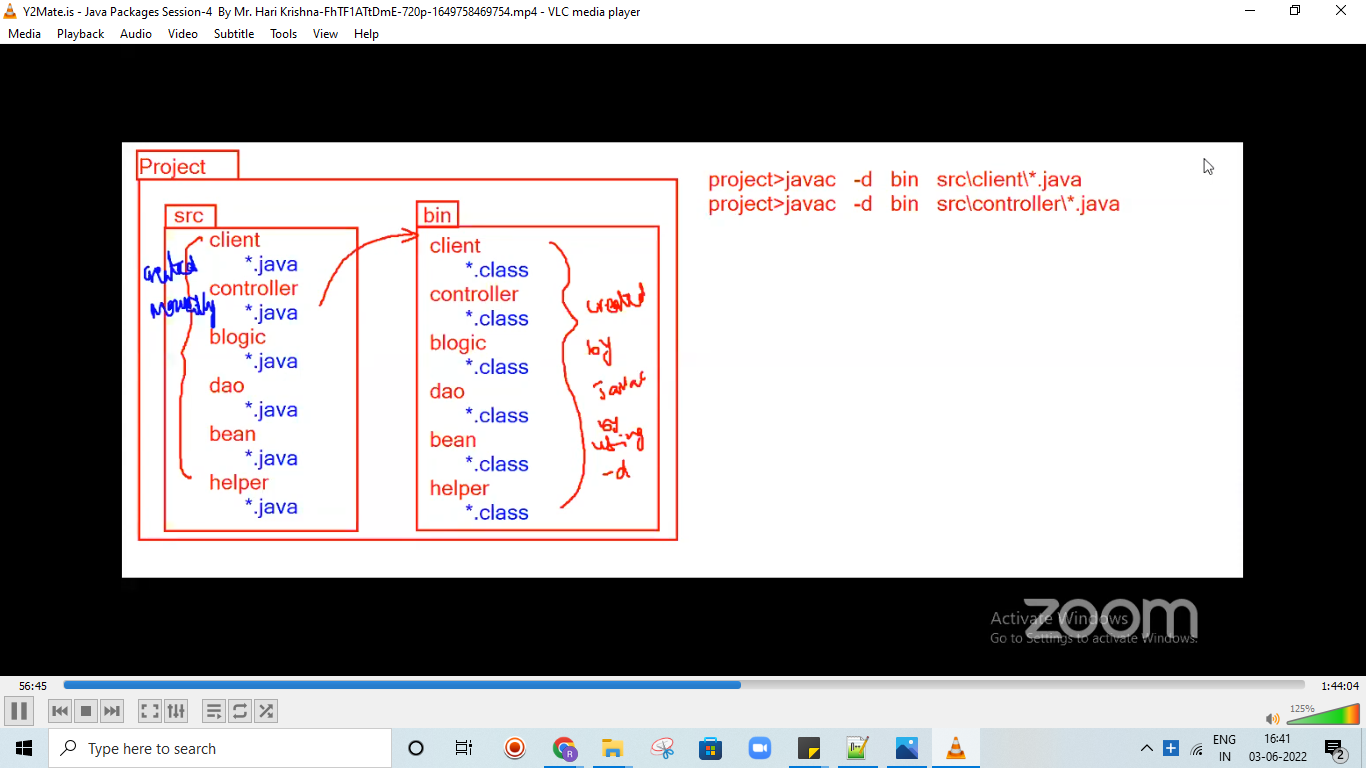 Y2Mate.is - Java Packages Session-4 By Mr. Hari Krishna-FhTF1ATtDmE-720p-1649758469754.mp4 - VLC media player
Media Playback Audio Video Subtitle Tools View Help
Project
src
client
*.java
controller
*.java
blogic
*.java
dao
*.java
bean
*.java
helper
*.java
created
bin
client
*.class
controller
*.class
blogic
*.class
dao
*.class
bean
*.class
helper
*.class
created
by
javac
by
using
-d
project>javac -d bin src\client\*.java
project>javac -d bin src\controller\*.java
zoom
Activate Windows
Go to Settings to activate Windows.
56:45
1:44:04
125%
Type here to search
R
ENG
IN
16:41
03-06-2022
2